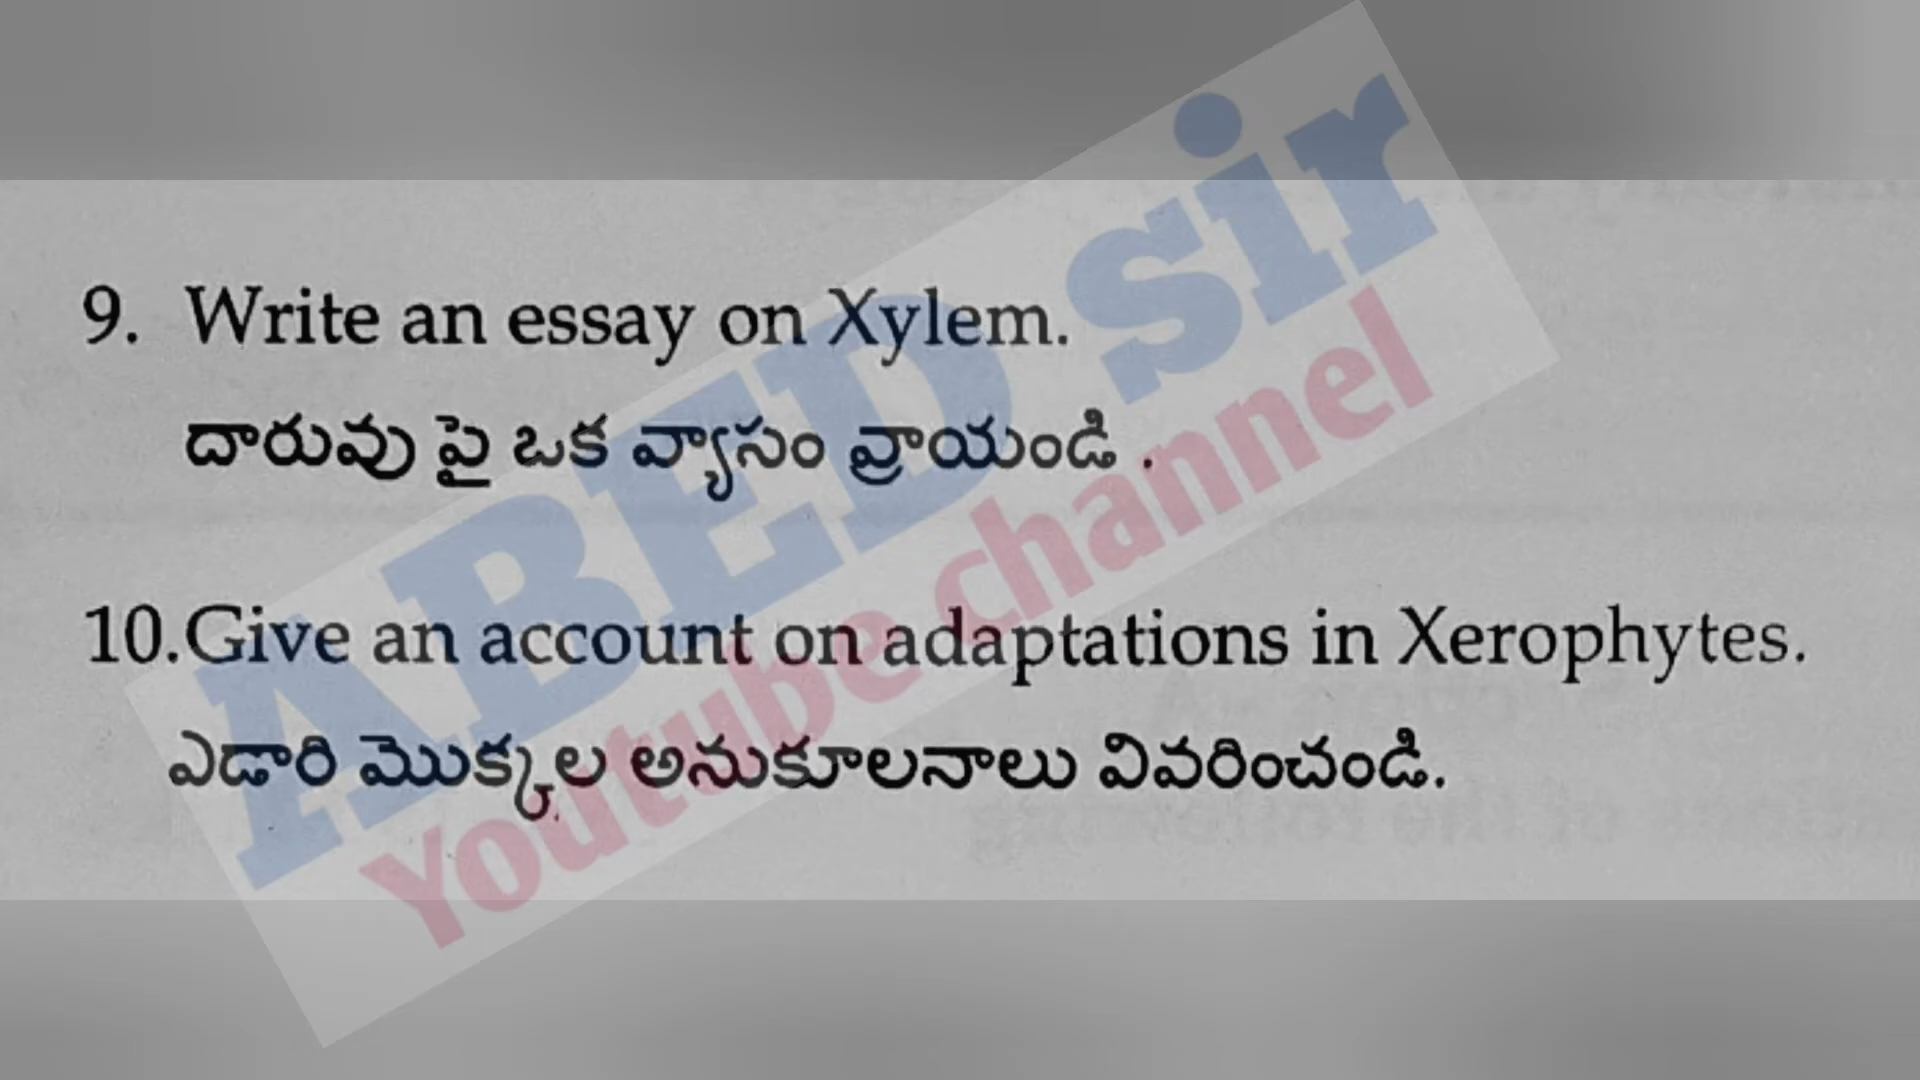 9. Write an essay on Xylem.
దారువు పై ఒక వ్యాసం వ్రాయండి .
10.Give an account on adaptations in Xerophytes.
ఎడారి మొక్కల అనుకూలనాలు వివరించండి.
ABED sir
Youtube channel